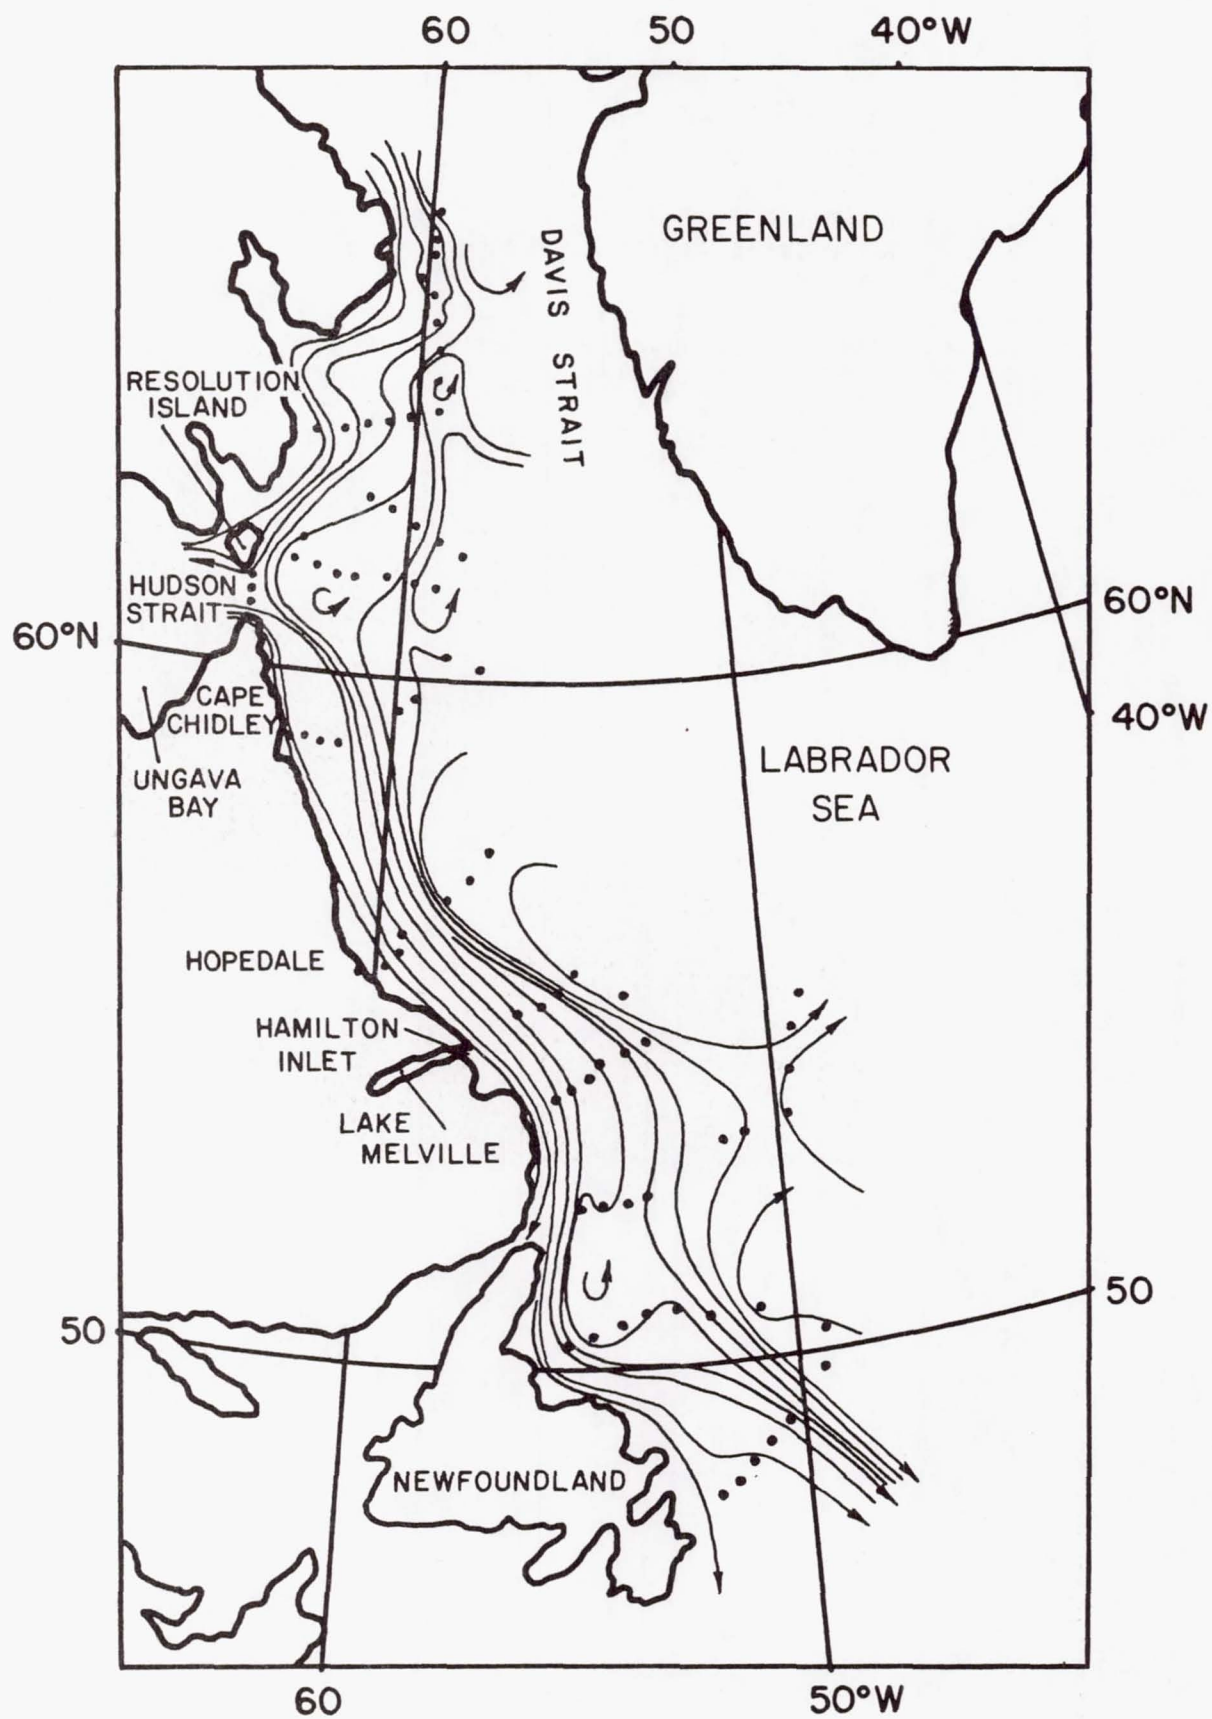 60 50 40°W
GREENLAND
DAVIS STRAIT
RESOLUTION
ISLAND
HUDSON
STRAIT
60°N
60°N
CAPE
CHIDLEY
40°W
UNGAVA
BAY
LABRADOR
SEA
HOPEDALE
HAMILTON
INLET
LAKE
MELVILLE
50
50
NEWFOUNDLAND
60 50°W